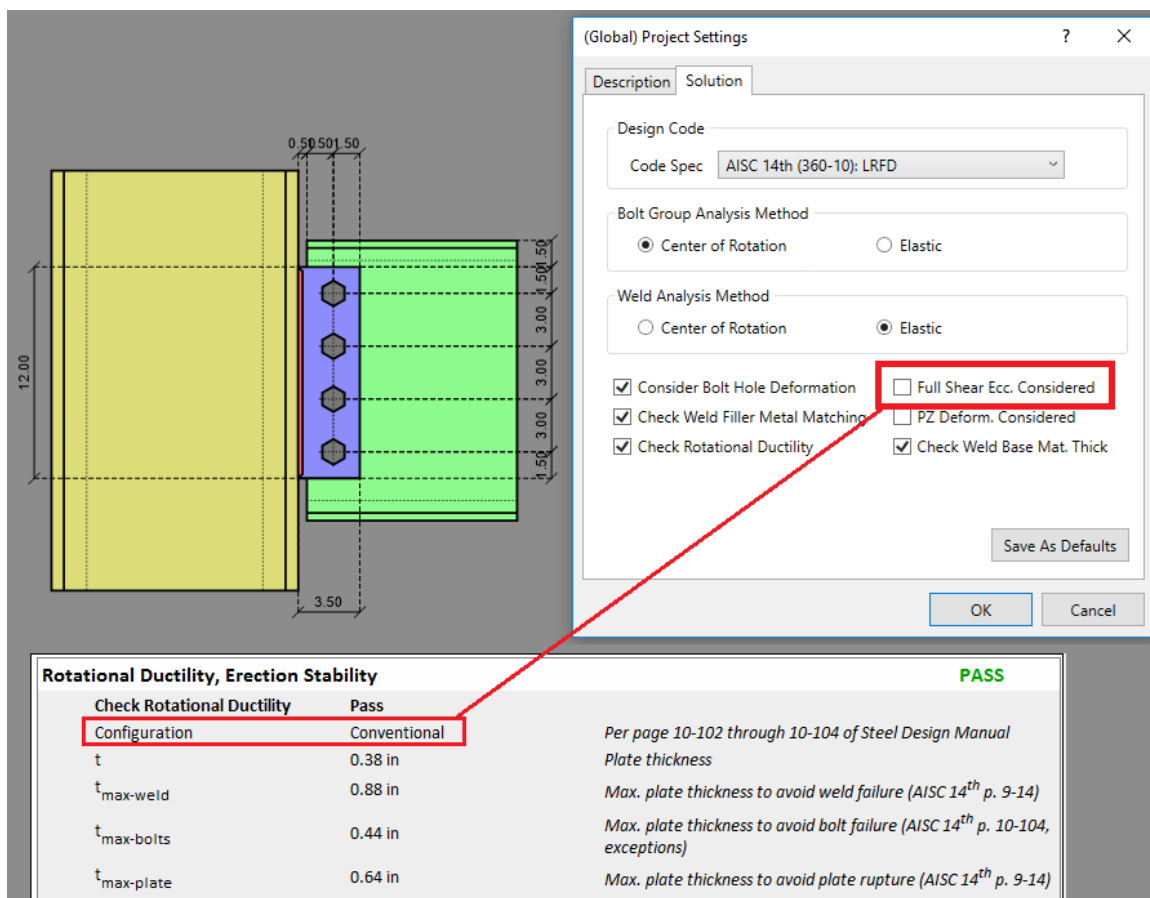 (Global) Project Settings
?
Description
Solution
Design Code
Code Spec
AISC 14th (360-10): LRFD
Bolt Group Analysis Method
Center of Rotation
Elastic
Weld Analysis Method
Center of Rotation
Elastic
Consider Bolt Hole Deformation
Full Shear Ecc. Considered
Check Weld Filler Metal Matching
PZ Deform. Considered
Check Rotational Ductility
Check Weld Base Mat. Thick
Save As Defaults
OK
Cancel
1.50
1.50
1.50
3.00
3.00
3.00
1.50
12.00
3.50
Rotational Ductility, Erection Stability PASS
Check Rotational Ductility Pass
Configuration Conventional Per page 10-102 through 10-104 of Steel Design Manual
t 0.38 in Plate thickness
tmax-weld 0.88 in Max. plate thickness to avoid weld failure (AISC 14th p. 9-14)
tmax-bolts 0.44 in Max. plate thickness to avoid bolt failure (AISC 14th p. 10-104,
exceptions)
tmax-plate 0.64 in Max. plate thickness to avoid plate rupture (AISC 14th p. 9-14)